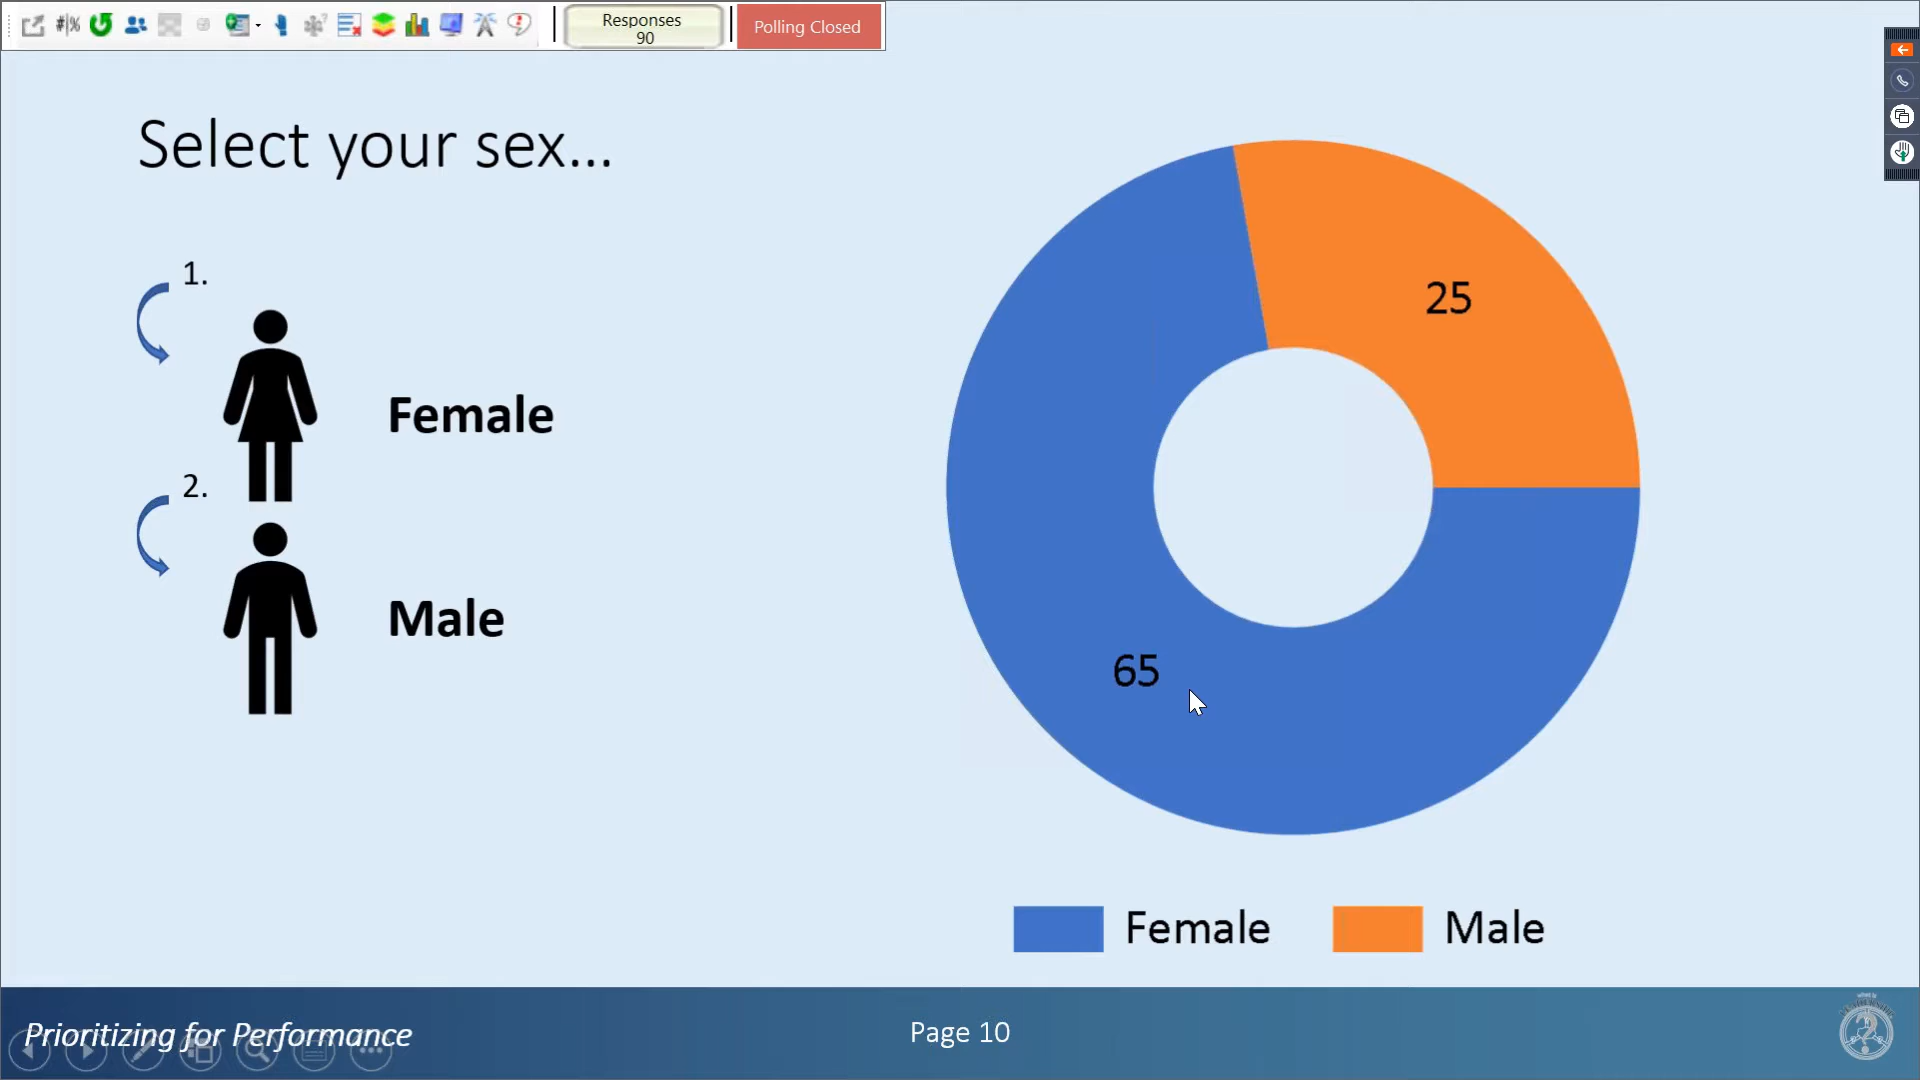 #|%
Responses
90
Polling Closed
Select your sex...
1.
Female
2.
Male
25
65
Female
Male
Prioritizing for Performance
Page 10